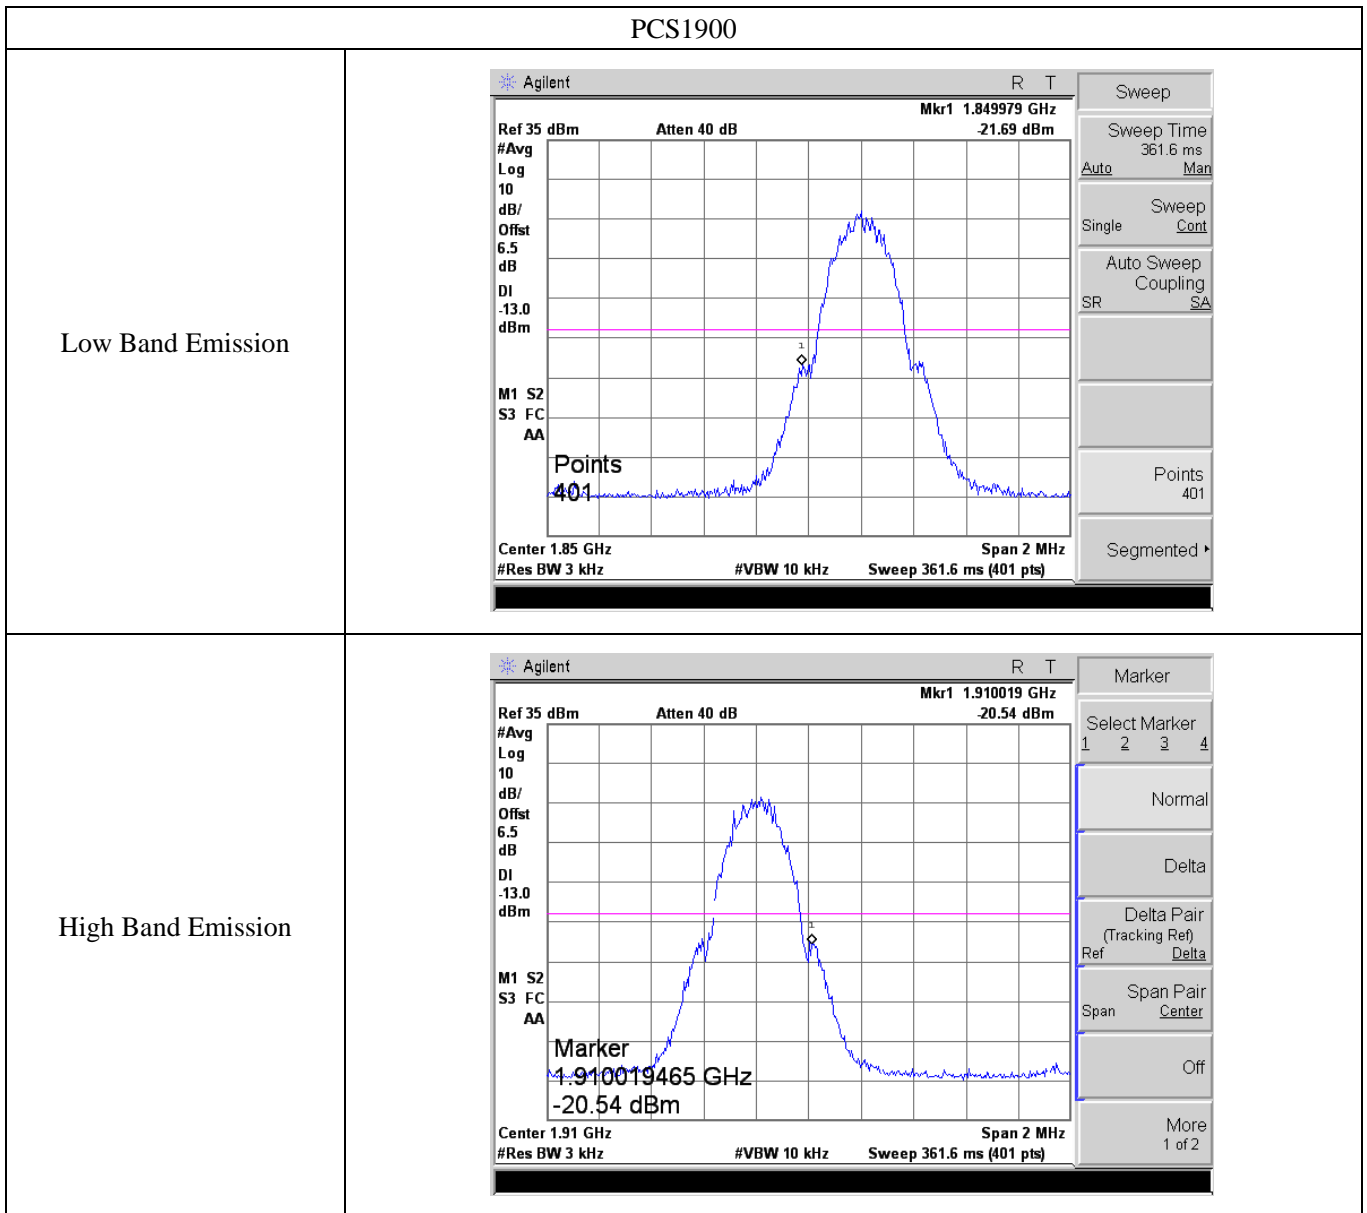 PCS1900
Low Band Emission
Agilent R T
Mkr1 1.849979 GHz
Ref 35 dBm Atten 40 dB -21.69 dBm
#Avg
Log
10
dB/
Offst
6.5
dB
DI
-13.0
dBm
1
M1 S2
S3 FC
AA
Points
401
Center 1.85 GHz Span 2 MHz
#Res BW 3 kHz #VBW 10 kHz Sweep 361.6 ms (401 pts)
Sweep
Sweep Time
361.6 ms
Auto Man
Sweep
Single Cont
Auto Sweep
Coupling
SR SA
Points
401
Segmented
High Band Emission
Agilent R T
Mkr1 1.910019 GHz
Ref 35 dBm Atten 40 dB -20.54 dBm
#Avg
Log
10
dB/
Offst
6.5
dB
DI
-13.0
dBm
1
M1 S2
S3 FC
AA
Marker
1.910019465 GHz
-20.54 dBm
Center 1.91 GHz Span 2 MHz
#Res BW 3 kHz #VBW 10 kHz Sweep 361.6 ms (401 pts)
Marker
Select Marker
1 2 3 4
Normal
Delta
Delta Pair
(Tracking Ref)
Ref Delta
Span Pair
Span Center
Off
More
1 of 2